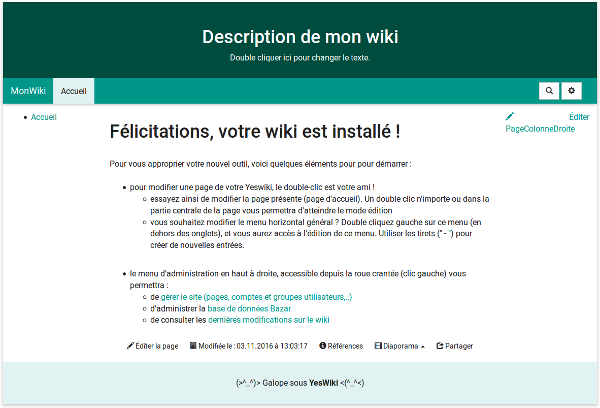 Description de mon wiki
Double cliquer ici pour changer le texte.
MonWiki Accueil
Accueil
Éditer
PageColonneDroite
Félicitations, votre wiki est installé !
Pour vous approprier votre nouvel outil, voici quelques éléments pour pour démarrer :
pour modifier une page de votre Yeswiki, le double-clic est votre ami !
essayez ainsi de modifier la page présente (page d'accueil). Un double clic n'importe ou dans la
partie centrale de la page vous permettra d'atteindre le mode édition
vous souhaitez modifier le menu horizontal général ? Double cliquez gauche sur ce menu (en
dehors des onglets), et vous aurez accès à l'édition de ce menu. Utiliser les tirets (" - ") pour
créer de nouvelles entrées.
le menu d'administration en haut à droite, accessible depuis la roue crantée (clic gauche) vous
permettra :
de gérer le site (pages, comptes et groupes utilisateurs,..)
d'administrer la base de données Bazar
de consulter les dernières modifications sur le wiki
Éditer la page Modifiée le : 03.11.2016 à 13:03:17 Références Diaporama Partager
(>^_^)> Galope sous YesWiki <(^_^<)